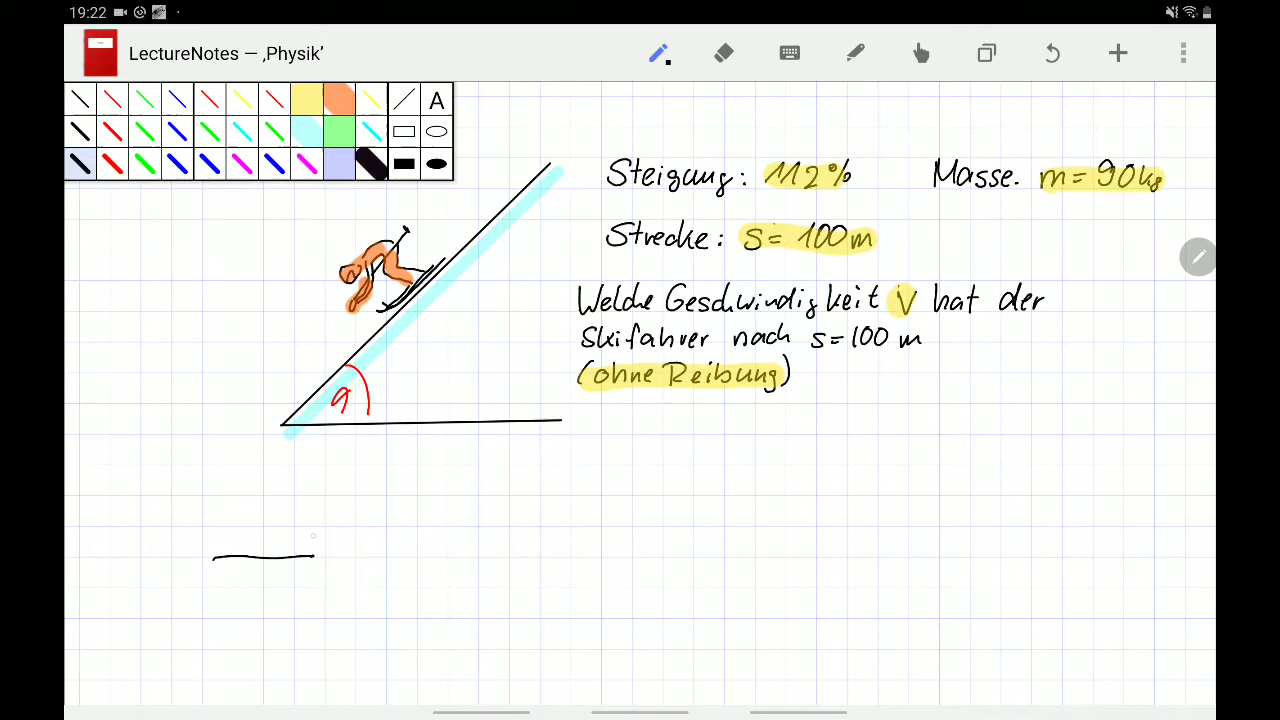 19:22
LectureNotes — ‚Physik‘
A
Steigung: 112% Masse. m = 90kg
Strecke: s = 100m
Welche Geschwindigkeit v hat der
Skifahrer nach s = 100 m
(ohne Reibung)